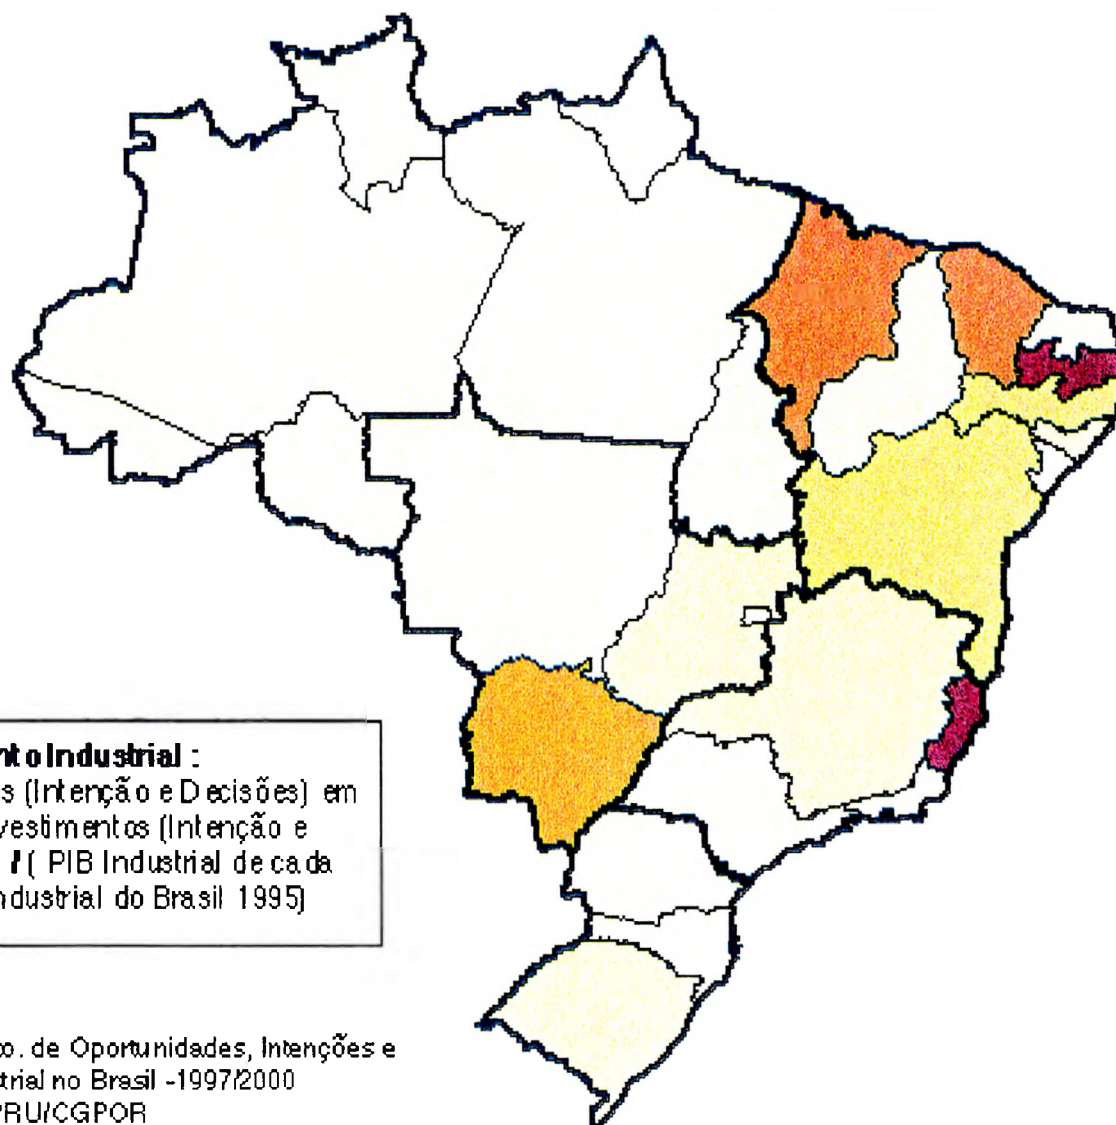 nto Industrial :
s (Intenção e Decisões) em
vestimentos (Intenção e
/ ( PIB Industrial de cada
ndustrial do Brasil 1995)
o. de Oportunidades, Intenções e
trial no Brasil -1997/2000
PRU/CGPOR